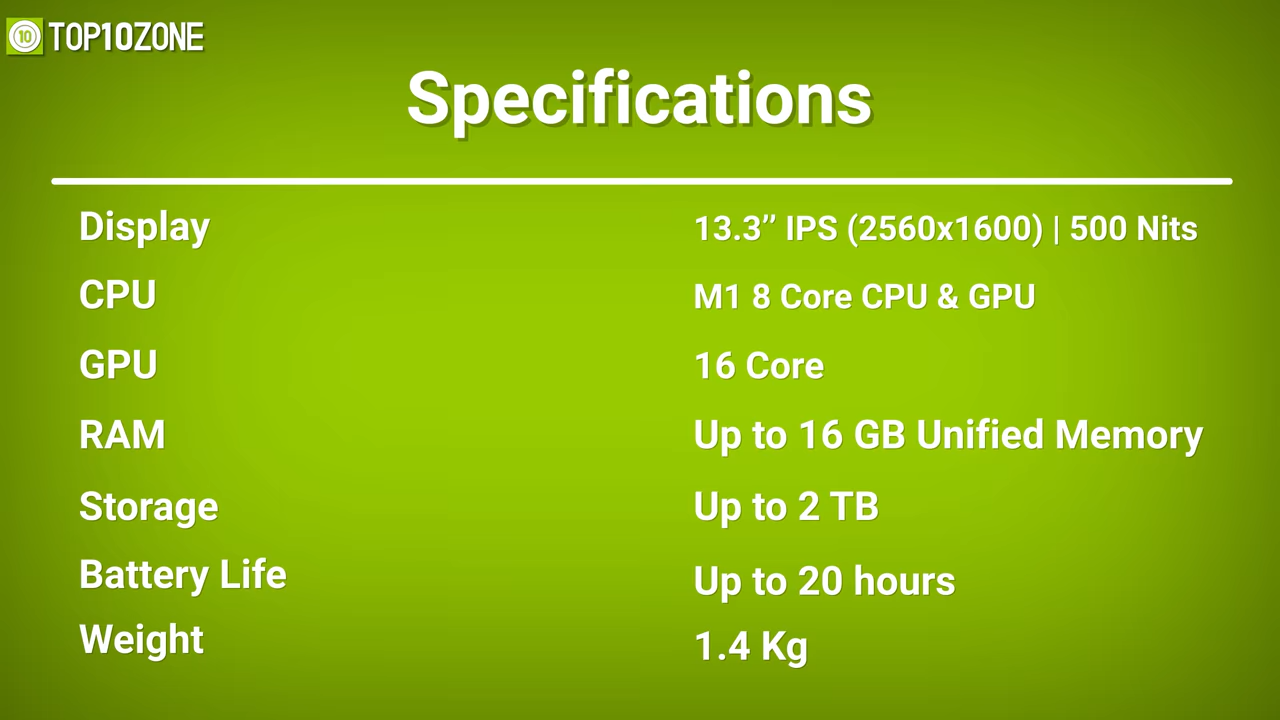 10 TOP10ZONE
Specifications
Display 13.3’’ IPS (2560x1600) | 500 Nits
CPU M1 8 Core CPU & GPU
GPU 16 Core
RAM Up to 16 GB Unified Memory
Storage Up to 2 TB
Battery Life Up to 20 hours
Weight 1.4 Kg